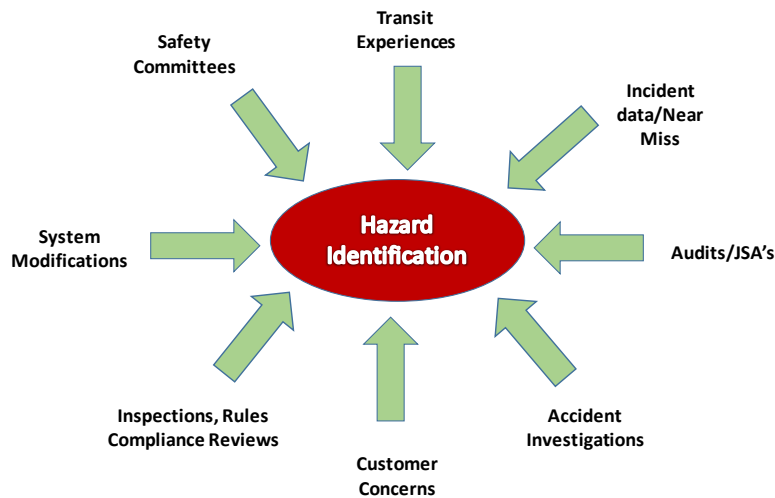 Transit
Experiences
Safety
Committees
Incident
data/Near
Miss
Hazard
Identification
System
Modifications
Audits/JSA's
Inspections, Rules
Compliance Reviews
Accident
Investigations
Customer
Concerns